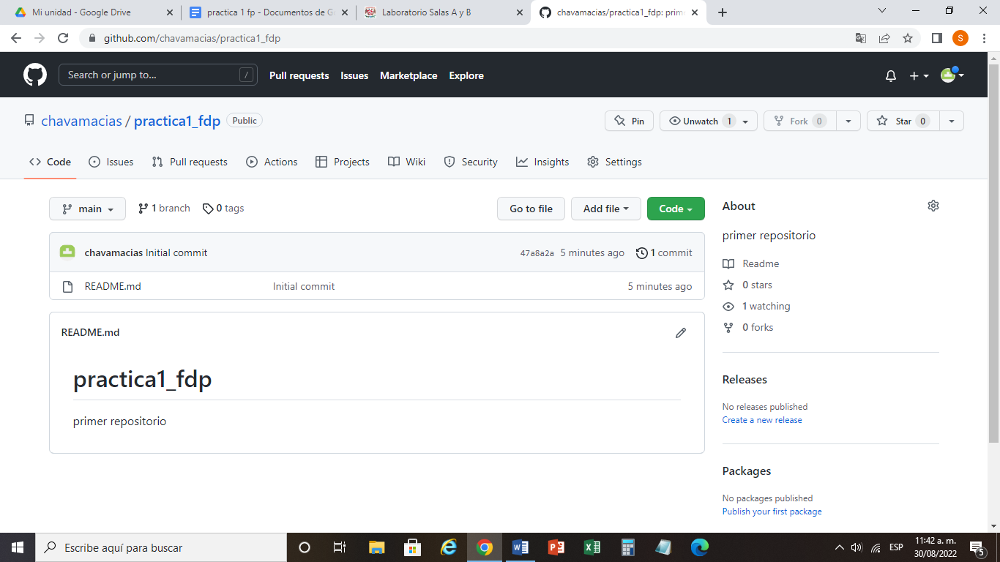 Mi unidad - Google Drive
practica 1 fp - Documentos de G
Laboratorio Salas A y B
chavamacias/practica1_fdp: prim
github.com/chavamacias/practica1_fdp
S
Search or jump to...
/
Pull requests
Issues
Marketplace
Explore
chavamacias / practica1_fdp
Public
Pin
Unwatch 1
Fork 0
Star 0
Code
Issues
Pull requests
Actions
Projects
Wiki
Security
Insights
Settings
main
1 branch
0 tags
Go to file
Add file
Code
chavamacias Initial commit
47a8a2a 5 minutes ago
1 commit
README.md
Initial commit
5 minutes ago
README.md
practica1_fdp
primer repositorio
About
primer repositorio
Readme
0 stars
1 watching
0 forks
Releases
No releases published
Create a new release
Packages
No packages published
Publish your first package
Escribe aquí para buscar
ESP
11:42 a. m.
30/08/2022
5